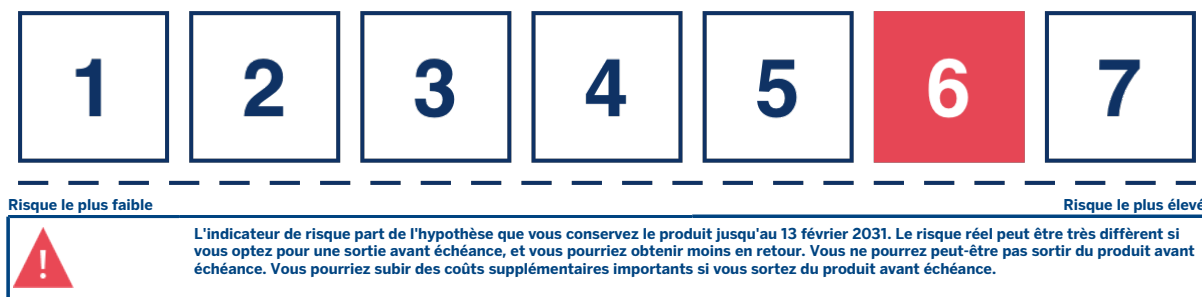 1 2 3 4 5 6 7
Risque le plus faible Risque le plus élevé
L'indicateur de risque part de l'hypothèse que vous conservez le produit jusqu'au 13 février 2031. Le risque réel peut être très diffèrent si
vous optez pour une sortie avant échéance, et vous pourriez obtenir moins en retour. Vous ne pourrez peut-être pas sortir du produit avant
échéance. Vous pourriez subir des coûts supplémentaires importants si vous sortez du produit avant échéance.
!